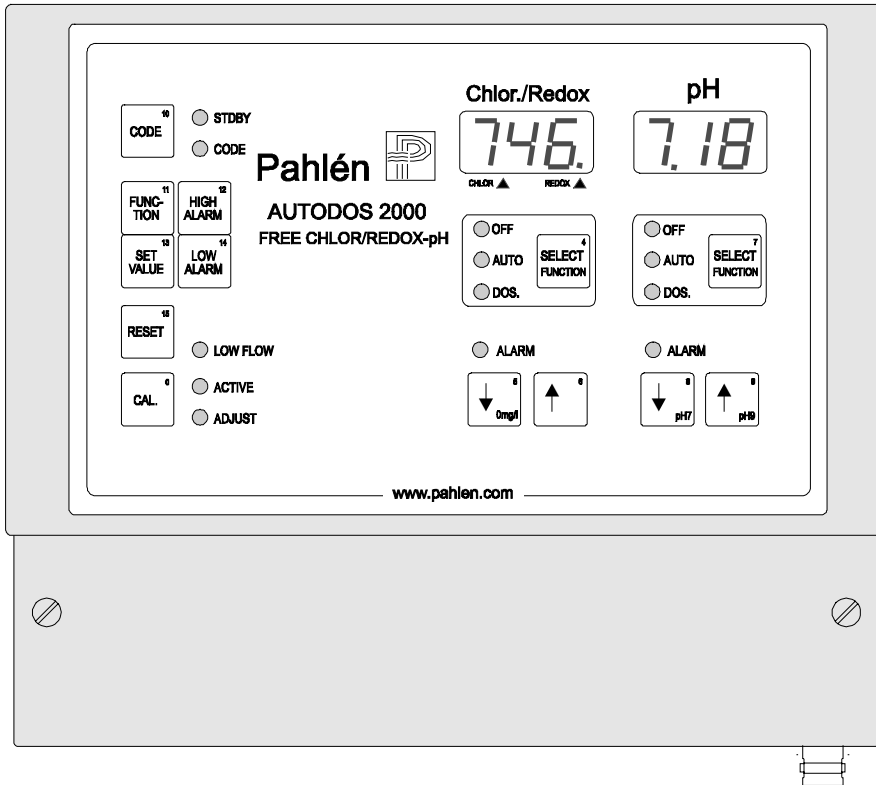 Chlor./Redox
pH
10
CODE
STDBY
CODE
746.
7.18
Pahlén
CHLOR ▲
REDOX ▲
11
FUNC-
TION
12
HIGH
ALARM
13
SET
VALUE
14
LOW
ALARM
AUTODOS 2000
FREE CHLOR/REDOX-pH
OFF
AUTO
DOS.
4
SELECT
FUNCTION
OFF
AUTO
DOS.
7
SELECT
FUNCTION
15
RESET
LOW FLOW
ALARM
ALARM
0
CAL.
ACTIVE
ADJUST
5
↓
0mg/l
6
↑
8
↓
pH7
9
↑
pH9
www.pahlen.com